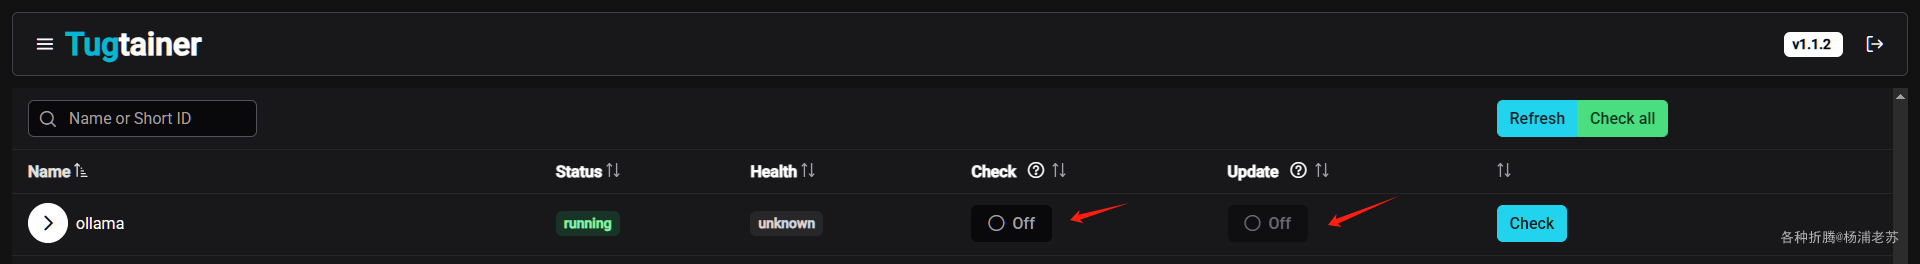 Tugtainer
v1.1.2
Name or Short ID
Refresh Check all
Name Status Health Check Update
ollama running unknown Off Off Check
各种折腾@杨浦老苏